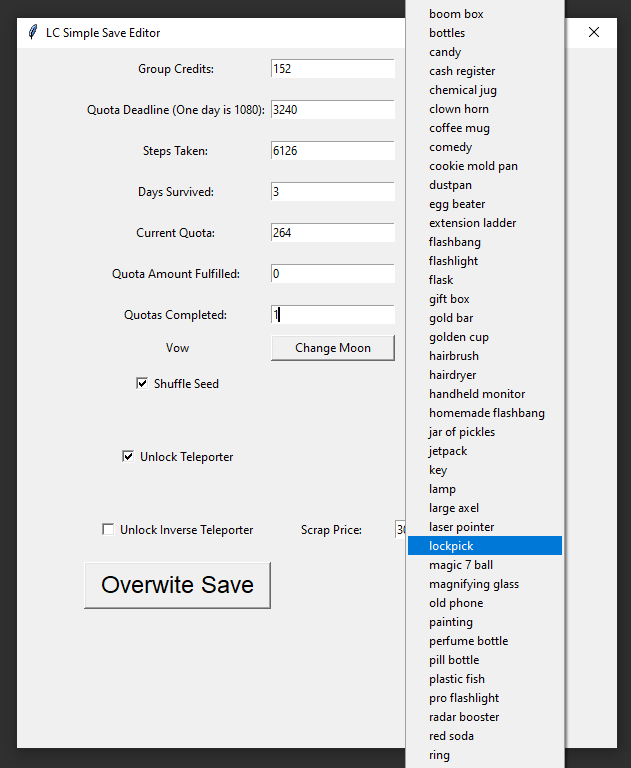 LC Simple Save Editor
Group Credits: 152
Quota Deadline (One day is 1080): 3240
Steps Taken: 6126
Days Survived: 3
Current Quota: 264
Quota Amount Fulfilled: 0
Quotas Completed: 1
Vow Change Moon
Shuffle Seed
Unlock Teleporter
Unlock Inverse Teleporter Scrap Price:
Overwite Save
boom box
bottles
candy
cash register
chemical jug
clown horn
coffee mug
comedy
cookie mold pan
dustpan
egg beater
extension ladder
flashbang
flashlight
flask
gift box
gold bar
golden cup
hairbrush
hairdryer
handheld monitor
homemade flashbang
jar of pickles
jetpack
key
lamp
large axel
laser pointer
lockpick
magic 7 ball
magnifying glass
old phone
painting
perfume bottle
pill bottle
plastic fish
pro flashlight
radar booster
red soda
ring